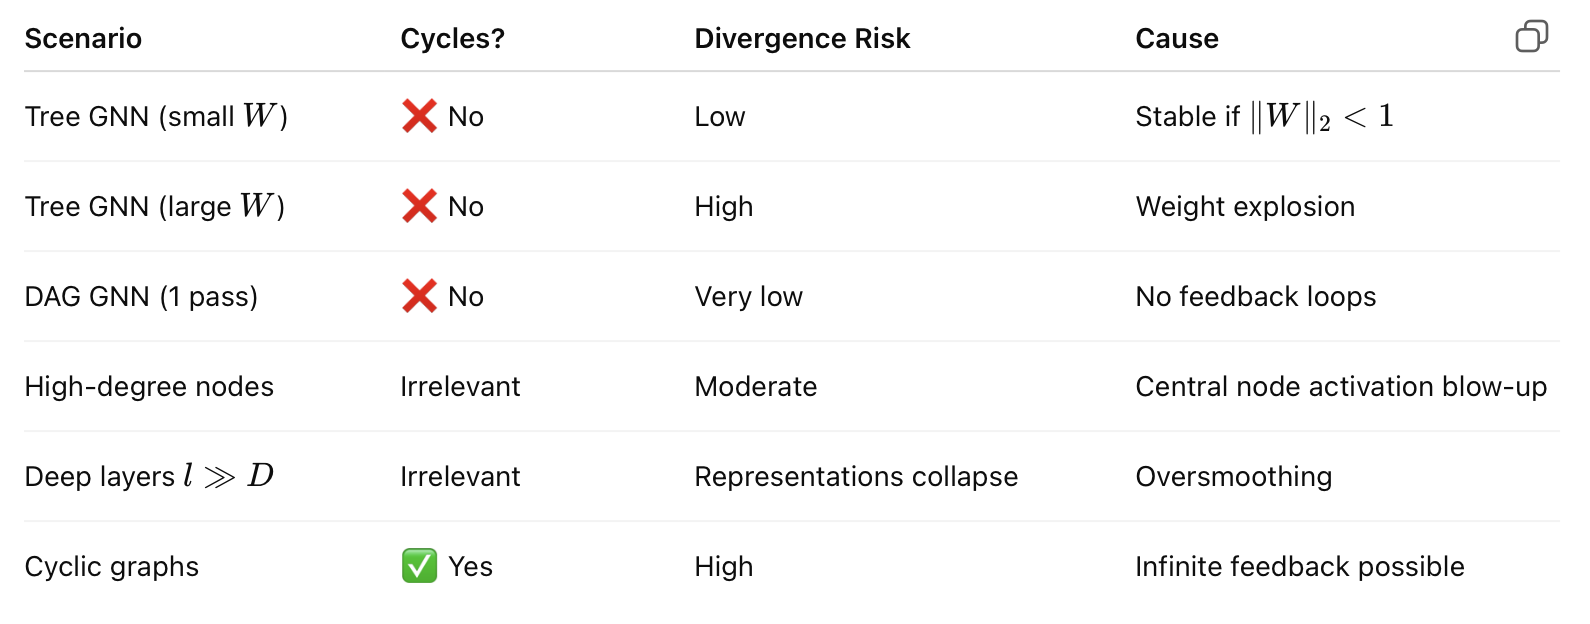 Scenario Cycles? Divergence Risk Cause
Tree GNN (small W) ❌ No Low Stable if ∥W∥₂ < 1
Tree GNN (large W) ❌ No High Weight explosion
DAG GNN (1 pass) ❌ No Very low No feedback loops
High-degree nodes Irrelevant Moderate Central node activation blow-up
Deep layers l ≫ D Irrelevant Representations collapse Oversmoothing
Cyclic graphs ✅ Yes High Infinite feedback possible